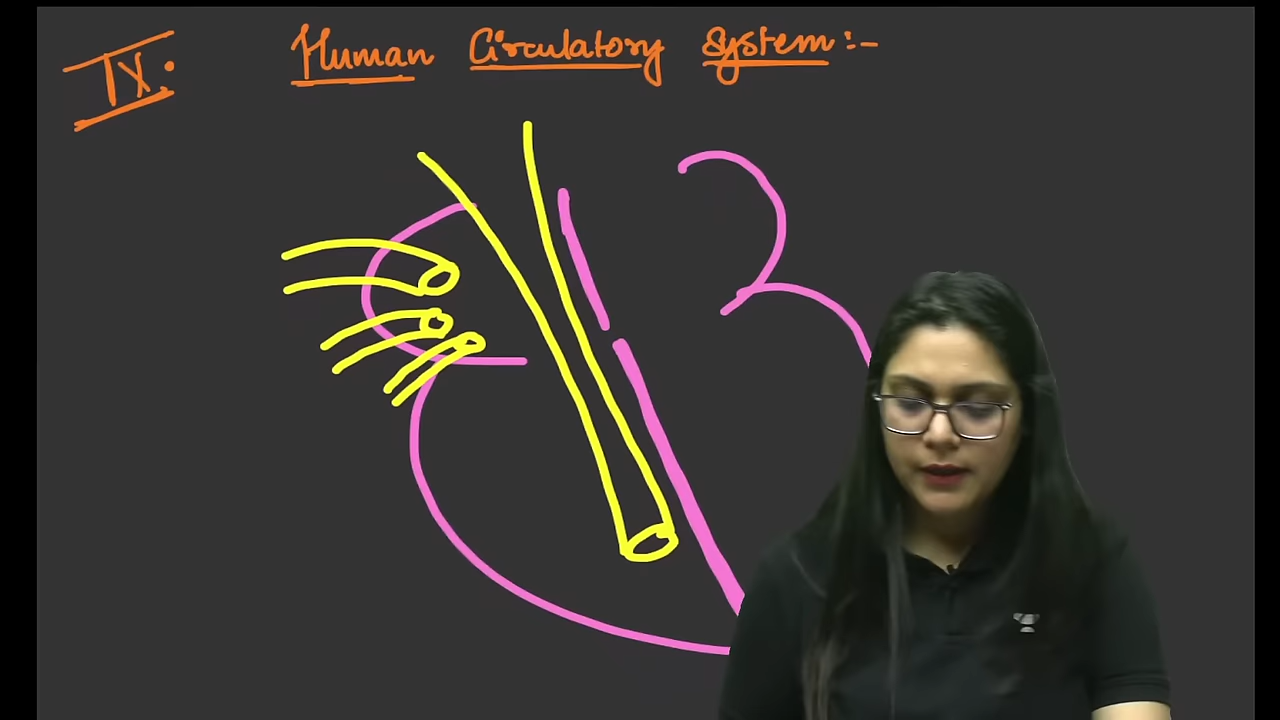 IX.
Human Circulatory System :-